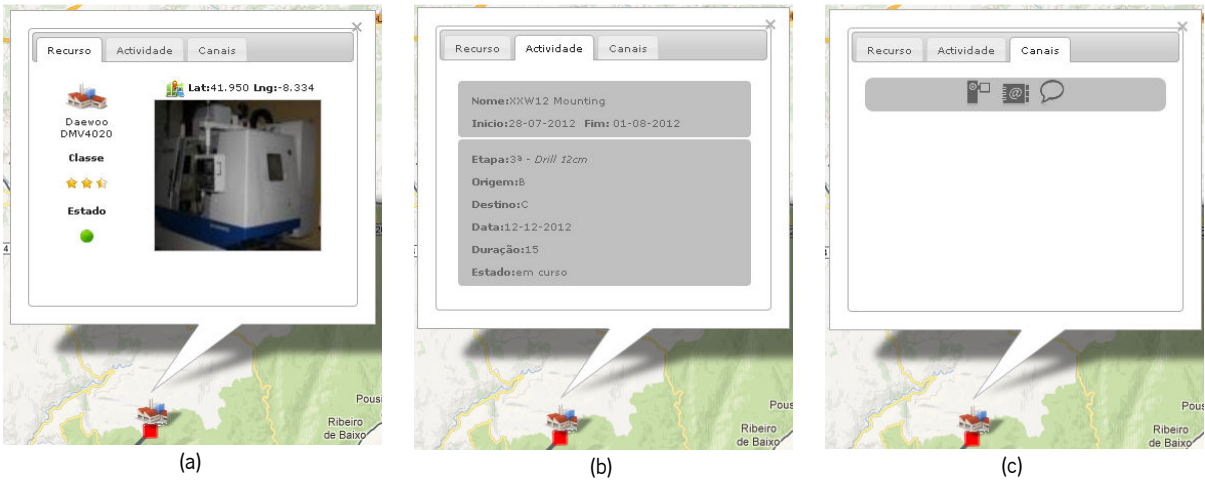 Recurso Actividade Canais
Lat:41.950 Lng:-8.334
Daewoo
DMV4020
Classe
Estado
4
Pous
Ribeiro
de Baixo
(a)
Recurso Actividade Canais
Nome:XXW12 Mounting
Inicio:28-07-2012 Fim: 01-08-2012
Etapa:3ª - Drill 12cm
Origem:B
Destino:C
Data:12-12-2012
Duração:15
Estado:em curso
Pous
Ribeiro
de Baixo
(b)
Recurso Actividade Canais
@
Pou
Ribeiro
de Baixo
(c)